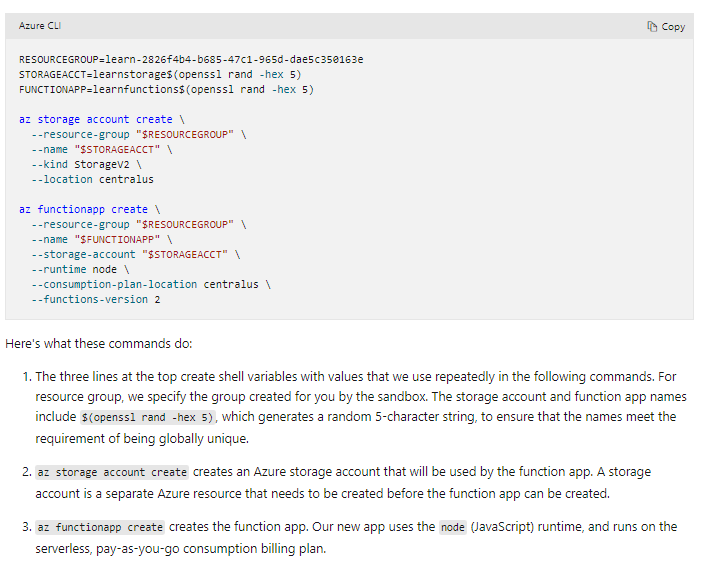 Azure CLI
Copy
RESOURCEGROUP=learn-2826f4b4-b685-47c1-965d-dae5c350163e
STORAGEACCT=learnstorage$(openssl rand -hex 5)
FUNCTIONAPP=learnfunctions$(openssl rand -hex 5)
az storage account create \
--resource-group "$RESOURCEGROUP" \
--name "$STORAGEACCT" \
--kind StorageV2 \
--location centralus
az functionapp create \
--resource-group "$RESOURCEGROUP" \
--name "$FUNCTIONAPP" \
--storage-account "$STORAGEACCT" \
--runtime node \
--consumption-plan-location centralus \
--functions-version 2
Here's what these commands do:
1. The three lines at the top create shell variables with values that we use repeatedly in the following commands. For
resource group, we specify the group created for you by the sandbox. The storage account and function app names
include $(openssl rand -hex 5), which generates a random 5-character string, to ensure that the names meet the
requirement of being globally unique.
2. az storage account create creates an Azure storage account that will be used by the function app. A storage
account is a separate Azure resource that needs to be created before the function app can be created.
3. az functionapp create creates the function app. Our new app uses the node (JavaScript) runtime, and runs on the
serverless, pay-as-you-go consumption billing plan.